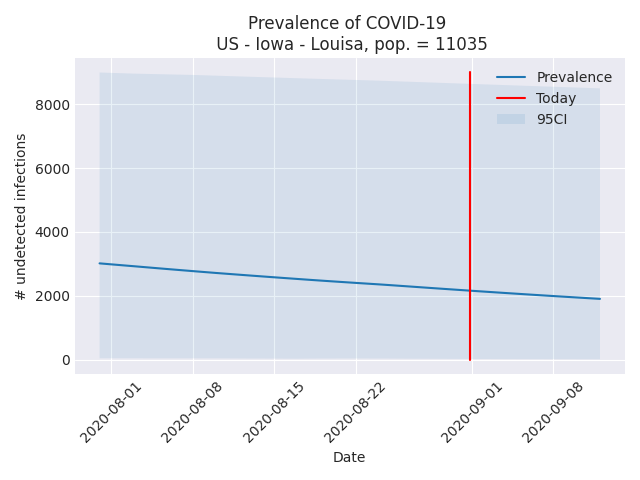 Prevalence of COVID-19
US - Iowa - Louisa, pop. = 11035
Prevalence
Today
95CI
# undetected infections
8000
6000
4000
2000
0
2020-08-01
2020-08-08
2020-08-15
2020-08-22
2020-09-01
2020-09-08
Date